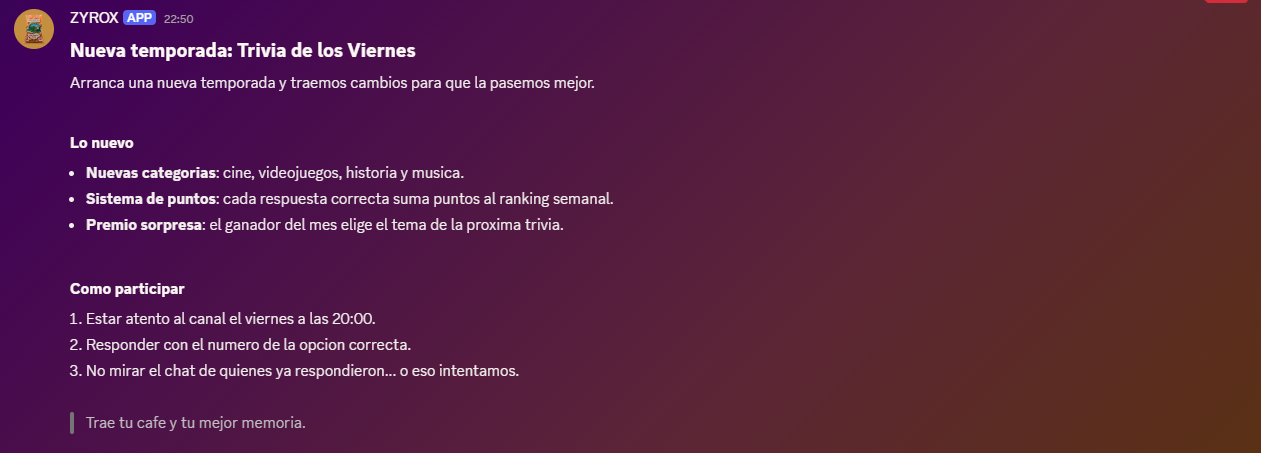 ZYROX APP 22:50
Nueva temporada: Trivia de los Viernes
Arranca una nueva temporada y traemos cambios para que la pasemos mejor.
Lo nuevo
• Nuevas categorias: cine, videojuegos, historia y musica.
• Sistema de puntos: cada respuesta correcta suma puntos al ranking semanal.
• Premio sorpresa: el ganador del mes elige el tema de la proxima trivia.
Como participar
1. Estar atento al canal el viernes a las 20:00.
2. Responder con el numero de la opcion correcta.
3. No mirar el chat de quienes ya respondieron... o eso intentamos.
Trae tu cafe y tu mejor memoria.